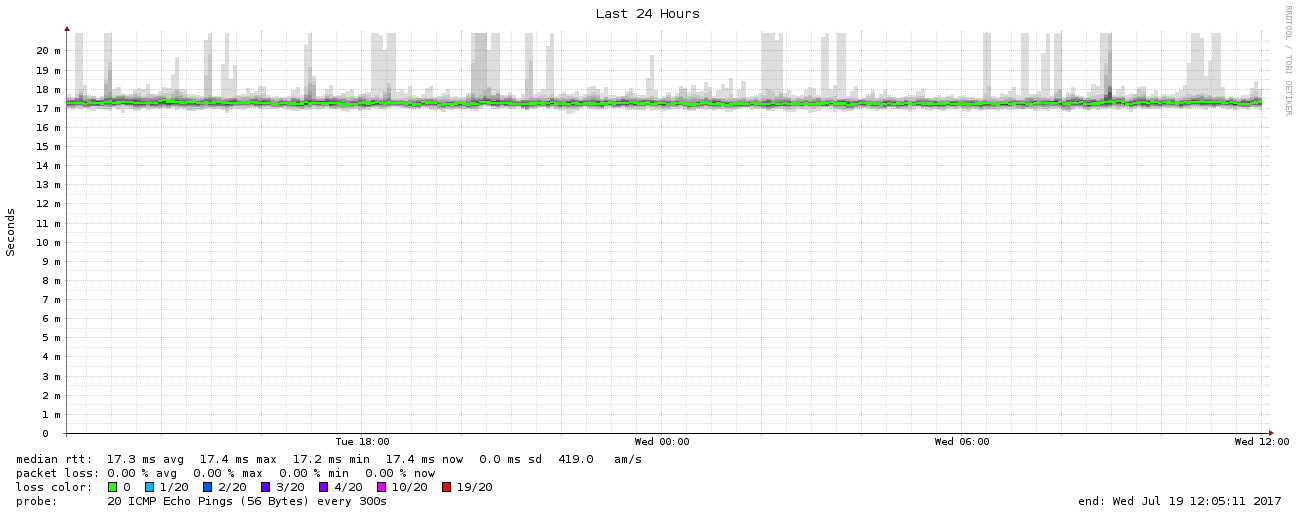 Last 24 Hours
RRDTOOL / TOBI OETIKER
Seconds
20 m
19 m
18 m
17 m
16 m
15 m
14 m
13 m
12 m
11 m
10 m
9 m
8 m
7 m
6 m
5 m
4 m
3 m
2 m
1 m
0
Tue 18:00 Wed 00:00 Wed 06:00 Wed 12:00
median rtt: 17.3 ms avg 17.4 ms max 17.2 ms min 17.4 ms now 0.0 ms sd 419.0 am/s
packet loss: 0.00 % avg 0.00 % max 0.00 % min 0.00 % now
loss color: 0 1/20 2/20 3/20 4/20 10/20 19/20
probe: 20 ICMP Echo Pings (56 Bytes) every 300s end: Wed Jul 19 12:05:11 2017